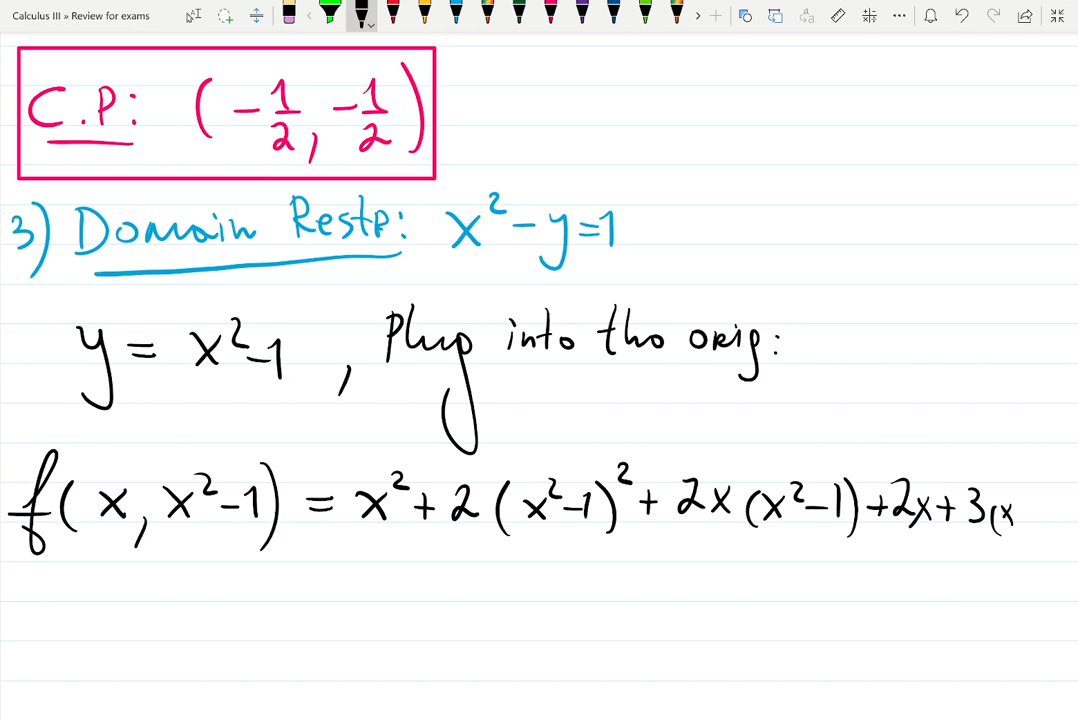 Calculus III » Review for exams
C.P: (-1/2, -1/2)
3) Domain Restr: x²-y=1
y = x²-1, Plug into the orig:
f(x, x²-1) = x²+2(x²-1)²+2x(x²-1)+2x+3(x